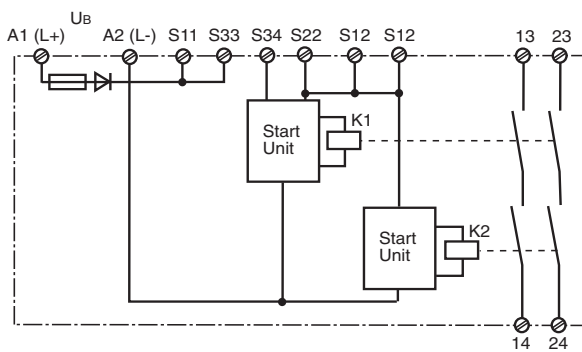 UB
A1 (L+) A2 (L-) S11 S33 S34 S22 S12 S12 13 23
Start
Unit
K1
Start
Unit
K2
14 24